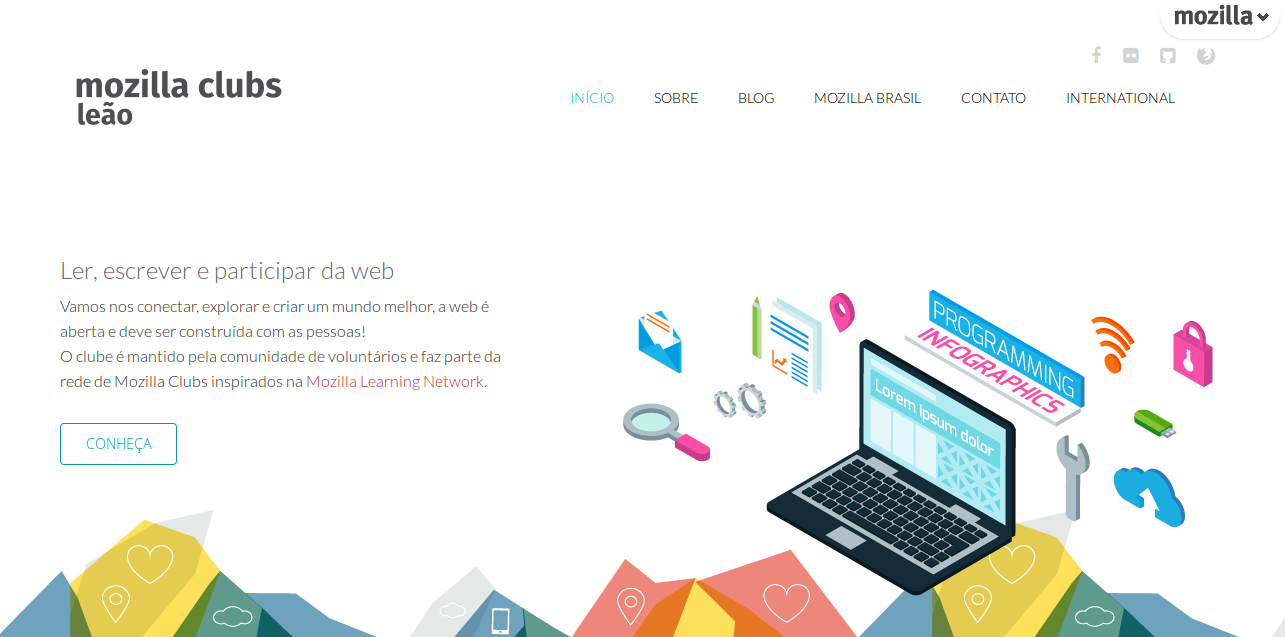 mozilla
mozilla clubs
leão
INÍCIO SOBRE BLOG MOZILLA BRASIL CONTATO INTERNATIONAL
Ler, escrever e participar da web
Vamos nos conectar, explorar e criar um mundo melhor, a web é
aberta e deve ser construída com as pessoas!
O clube é mantido pela comunidade de voluntários e faz parte da
rede de Mozilla Clubs inspirados na Mozilla Learning Network.
CONHEÇA
PROGRAMMING
INFOGRAPHICS
Lorem ipsum dolor